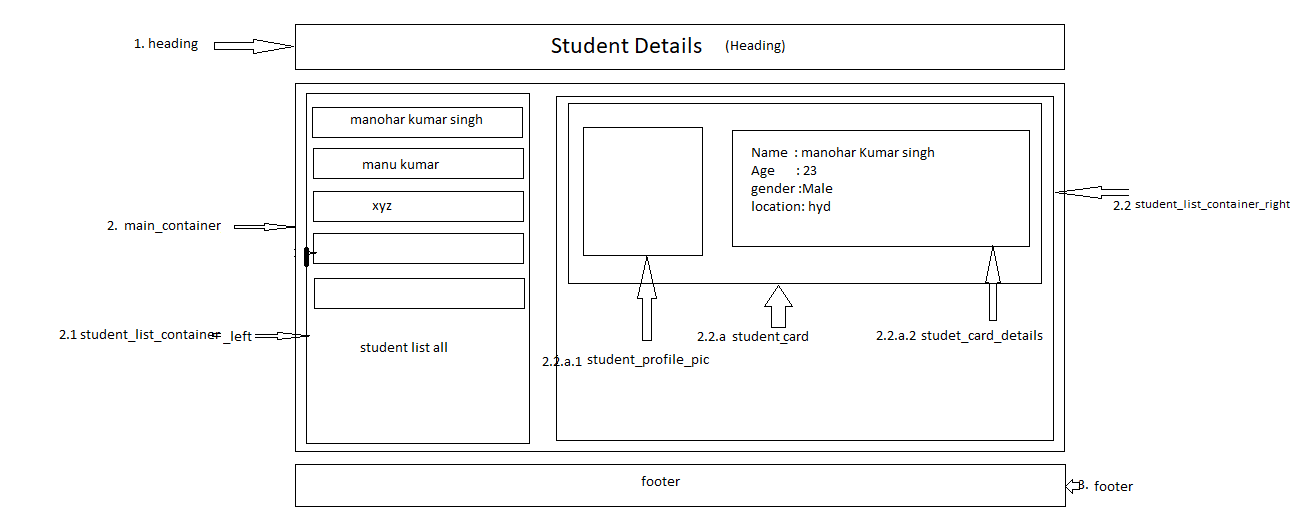 1. heading
Student Details (Heading)
manohar kumar singh
manu kumar
xyz
student list all
Name : manohar Kumar singh
Age : 23
gender :Male
location: hyd
2. main_container
2.1 student_list_container _left
2.2 student_list_container_right
2.2.a.1 student_profile_pic
2.2.a student_card
2.2.a.2 studet_card_details
footer
3. footer